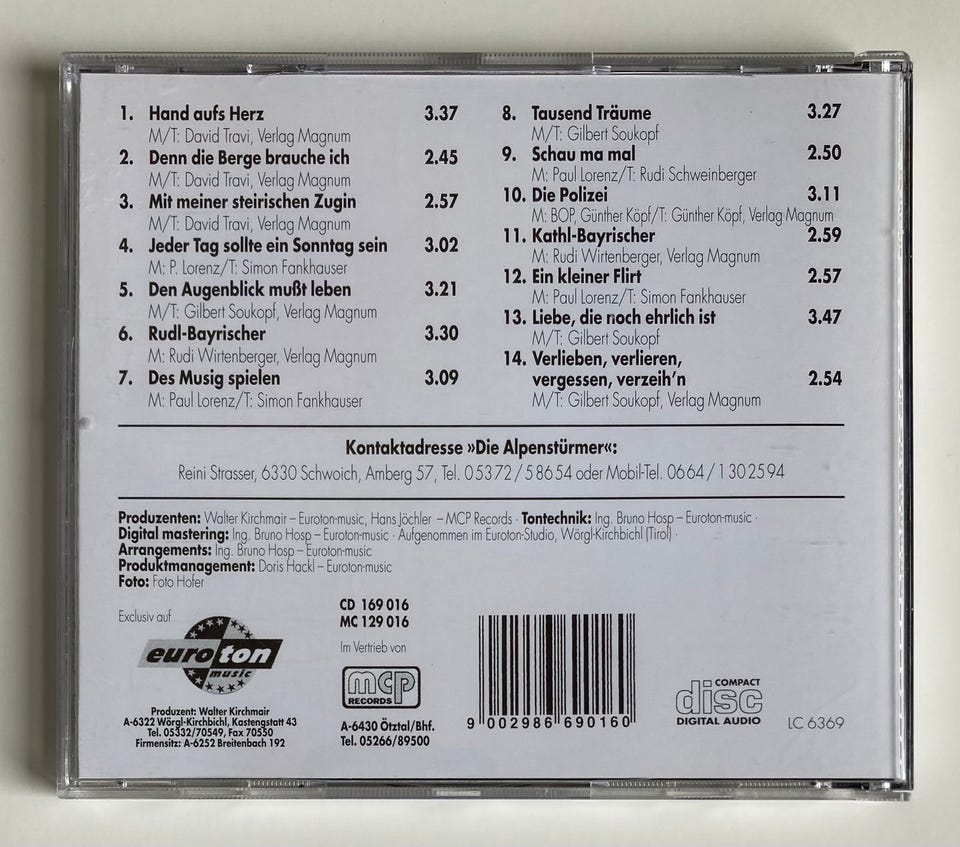 1. Hand aufs Herz 3.37
M/T: David Travi, Verlag Magnum
2. Denn die Berge brauche ich 2.45
M/T: David Travi, Verlag Magnum
3. Mit meiner steirischen Zugin 2.57
M/T: David Travi, Verlag Magnum
4. Jeder Tag sollte ein Sonntag sein 3.02
M: P. Lorenz/T: Simon Fankhauser
5. Den Augenblick mußt leben 3.21
M/T: Gilbert Soukopf, Verlag Magnum
6. Rudl-Bayrischer 3.30
M: Rudi Wirtenberger, Verlag Magnum
7. Des Musig spielen 3.09
M: Paul Lorenz/T: Simon Fankhauser
8. Tausend Träume 3.27
M/T: Gilbert Soukopf
9. Schau ma mal 2.50
M: Paul Lorenz/T: Rudi Schweinberger
10. Die Polizei 3.11
M: BOP, Günther Köpf/T: Günther Köpf, Verlag Magnum
11. Kathl-Bayrischer 2.59
M: Rudi Wirtenberger, Verlag Magnum
12. Ein kleiner Flirt 2.57
M: Paul Lorenz/T: Simon Fankhauser
13. Liebe, die noch ehrlich ist 3.47
M/T: Gilbert Soukopf
14. Verlieben, verlieren,
vergessen, verzeih'n 2.54
M/T: Gilbert Soukopf, Verlag Magnum
Kontaktadresse »Die Alpenstürmer«:
Reini Strasser, 6330 Schwoich, Amberg 57, Tel. 05372/58654 oder Mobil-Tel. 0664/1302594
Produzenten: Walter Kirchmair – Euroton-music, Hans Jöchler – MCP Records · Tontechnik: Ing. Bruno Hosp – Euroton-music ·
Digital mastering: Ing. Bruno Hosp – Euroton-music · Aufgenommen im Euroton-Studio, Wörgl-Kirchbichl (Tirol) ·
Arrangements: Ing. Bruno Hosp – Euroton-music
Produktmanagement: Doris Hackl – Euroton-music
Foto: Foto Hofer
Exclusiv auf
euroton
music
Produzent: Walter Kirchmair
A-6322 Wörgl-Kirchbichl, Kastengstatt 43
Tel. 05332/70549, Fax 70550
Firmensitz: A-6252 Breitenbach 192
CD 169 016
MC 129 016
Im Vertrieb von
mcp
RECORDS
A-6430 Ötztal/Bhf.
Tel. 05266/89500
9 002986 690160
COMPACT
disc
DIGITAL AUDIO
LC 6369